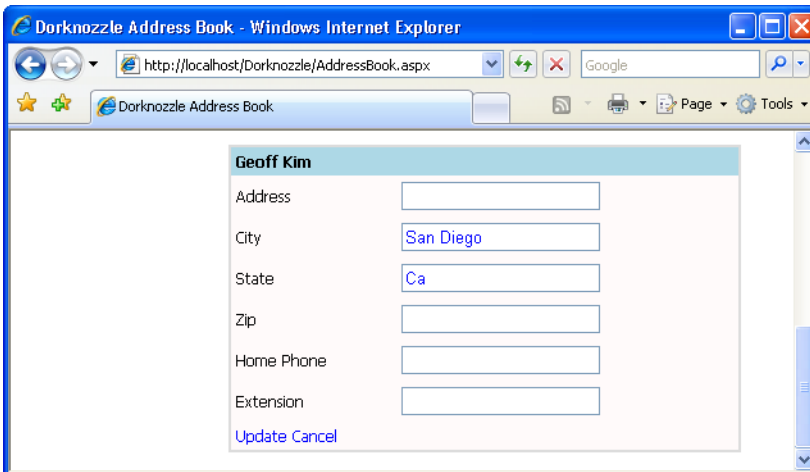 Dorknozzle Address Book - Windows Internet Explorer
http://localhost/Dorknozzle/AddressBook.aspx
Google
Dorknozzle Address Book
Page
Tools
Geoff Kim
Address
City San Diego
State Ca
Zip
Home Phone
Extension
Update Cancel